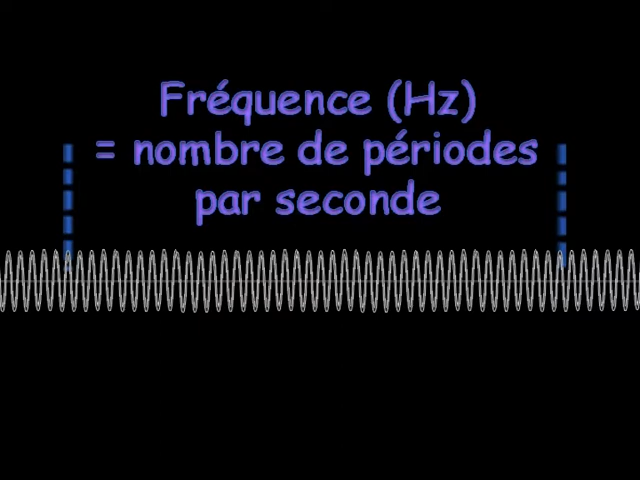 Fréquence (Hz)
= nombre de périodes
par seconde